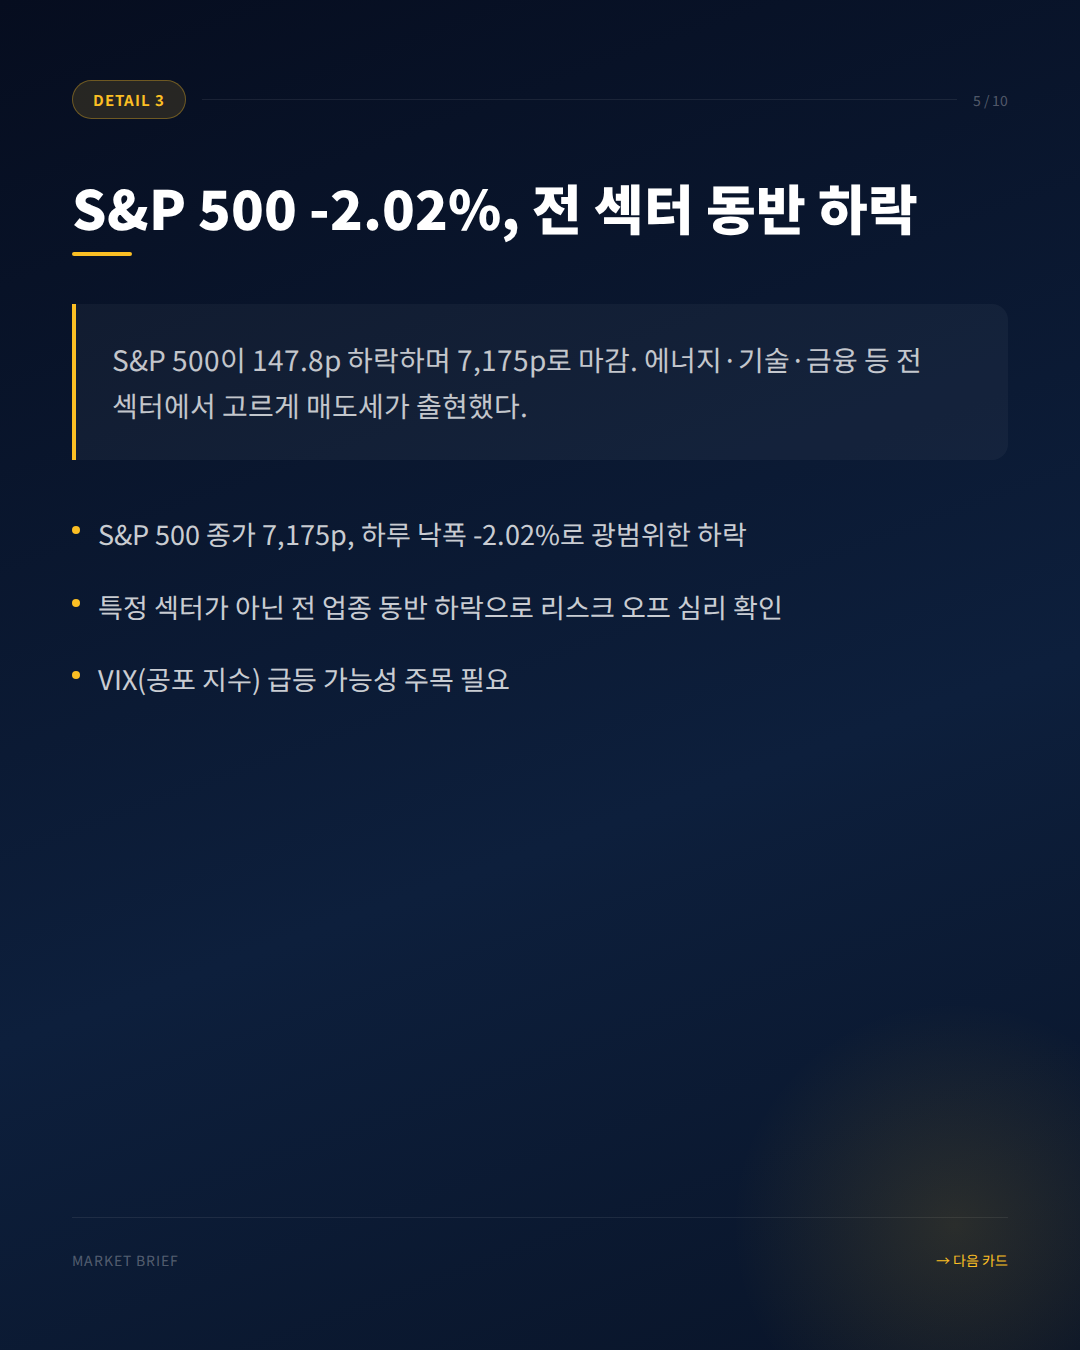 DETAIL 3
5 / 10
S&P 500 -2.02%, 전 섹터 동반 하락
S&P 500이 147.8p 하락하며 7,175p로 마감. 에너지·기술·금융 등 전
섹터에서 고르게 매도세가 출현했다.
S&P 500 종가 7,175p, 하루 낙폭 -2.02%로 광범위한 하락
특정 섹터가 아닌 전 업종 동반 하락으로 리스크 오프 심리 확인
VIX(공포 지수) 급등 가능성 주목 필요
MARKET BRIEF
→ 다음 카드